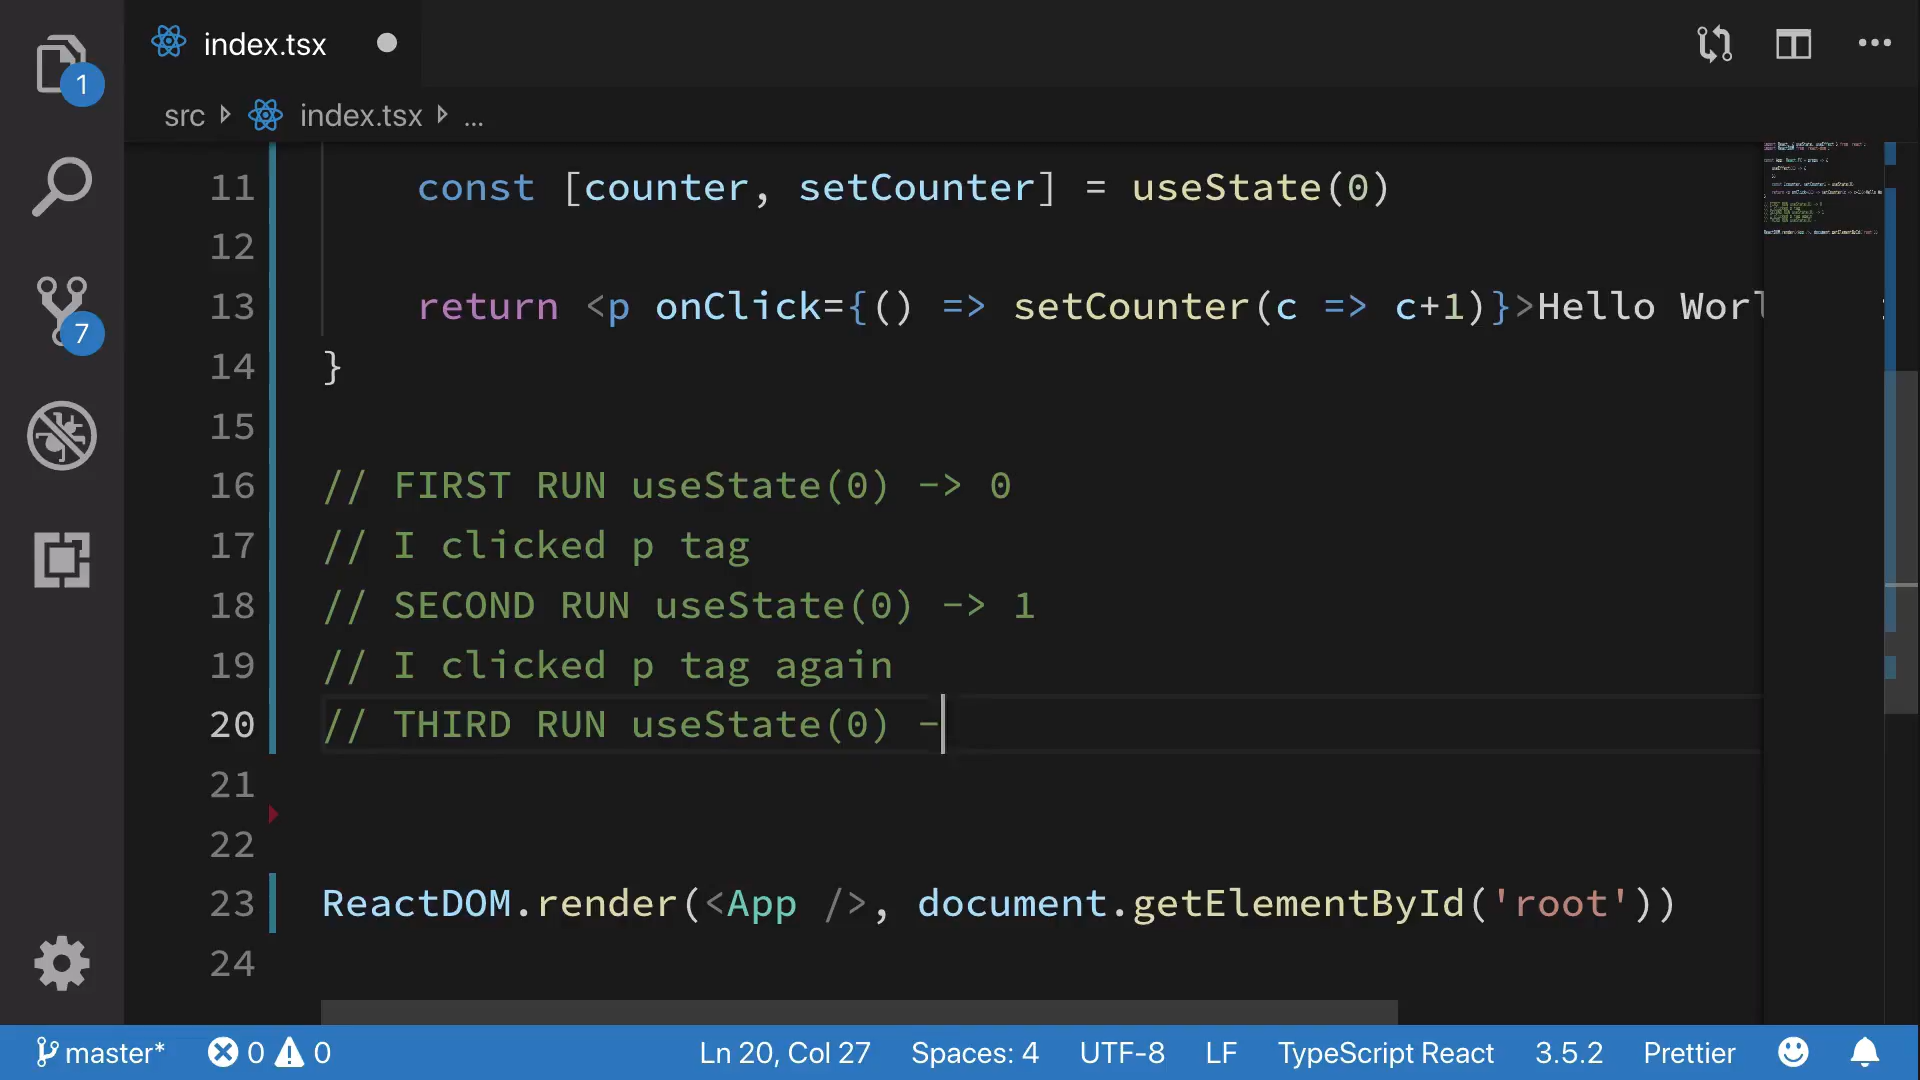 index.tsx
1
src index.tsx ...
11 const [counter, setCounter] = useState(0)
12
13 return <p onClick={() => setCounter(c => c+1)}>Hello Worl
14 }
15
16 // FIRST RUN useState(0) -> 0
17 // I clicked p tag
18 // SECOND RUN useState(0) -> 1
19 // I clicked p tag again
20 // THIRD RUN useState(0) -
21
22
23 ReactDOM.render(<App />, document.getElementById('root'))
24
7
master* 0 0 Ln 20, Col 27 Spaces: 4 UTF-8 LF TypeScript React 3.5.2 Prettier